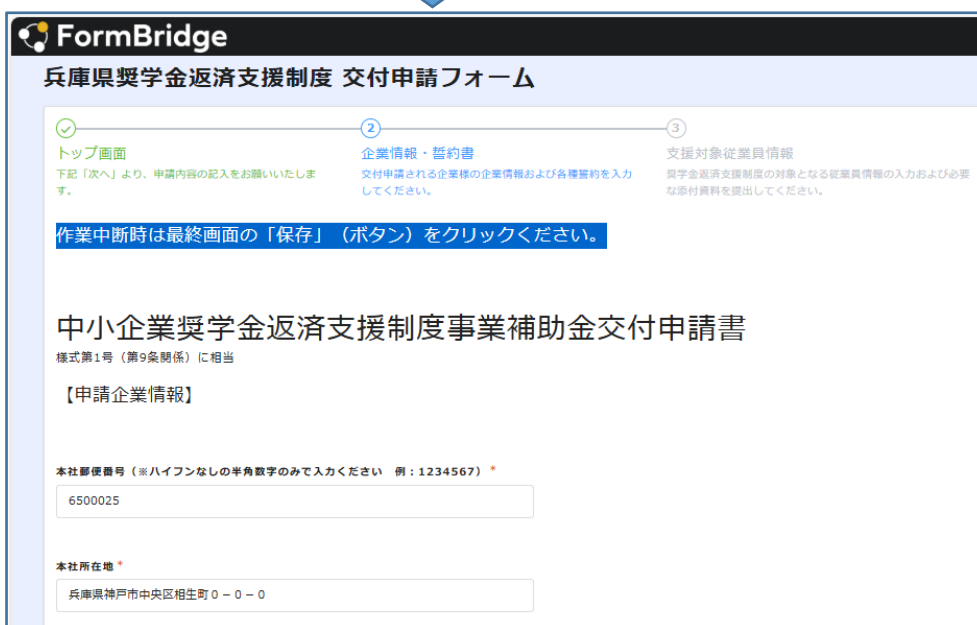 FormBridge
兵庫県奨学金返済支援制度 交付申請フォーム
2
3
トップ画面
企業情報・誓約書
支援対象従業員情報
下記「次へ」より、申請内容の記入をお願いいたしま
す。
交付申請される企業様の企業情報および各種誓約を入力
してください。
奨学金返済支援制度の対象となる従業員情報の入力および必要
な添付資料を提出してください。
作業中断時は最終画面の「保存」（ボタン）をクリックください。
中小企業奨学金返済支援制度事業補助金交付申請書
様式第1号（第9条関係）に相当
【申請企業情報】
本社郵便番号（※ハイフンなしの半角数字のみで入力ください　例：1234567）*
6500025
本社所在地*
兵庫県神戸市中央区相生町０－０－０